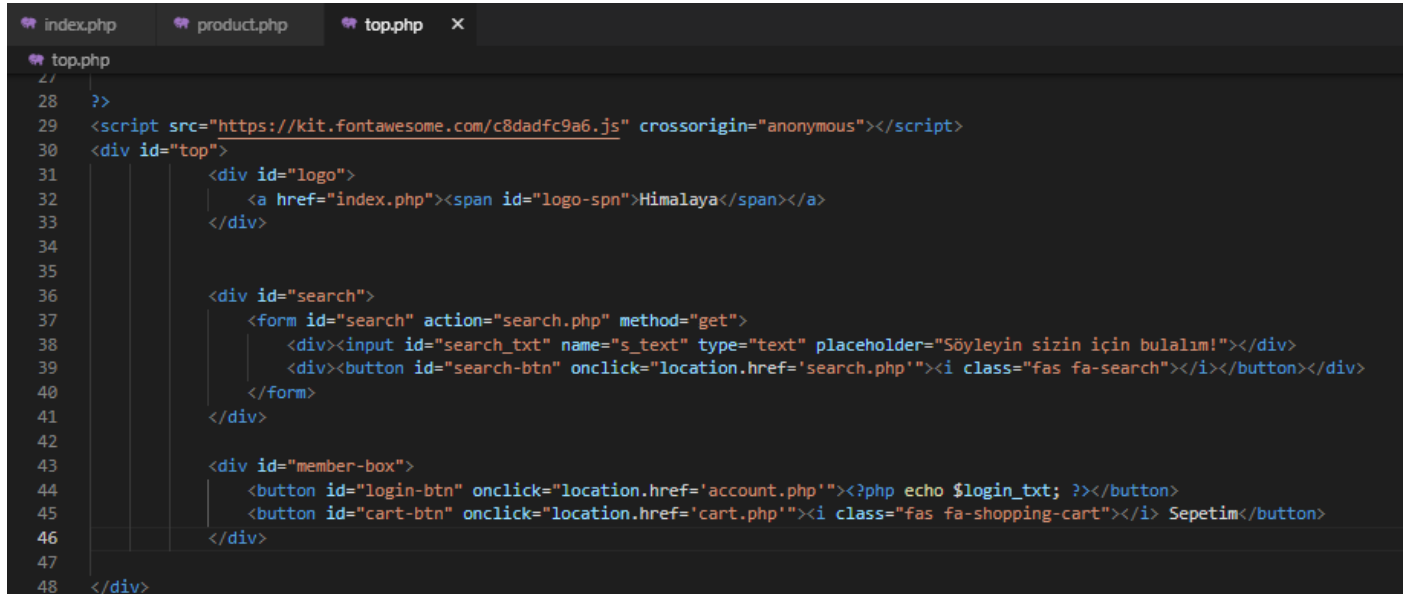 index.php product.php top.php ×
top.php
27
28 ?>
29 <script src="https://kit.fontawesome.com/c8dadfc9a6.js" crossorigin="anonymous"></script>
30 <div id="top">
31 <div id="logo">
32 <a href="index.php"><span id="logo-spn">Himalaya</span></a>
33 </div>
34
35
36 <div id="search">
37 <form id="search" action="search.php" method="get">
38 <div><input id="search_txt" name="s_text" type="text" placeholder="Söyleyin sizin için bulalım!"></div>
39 <div><button id="search-btn" onclick="location.href='search.php'"><i class="fas fa-search"></i></button></div>
40 </form>
41 </div>
42
43 <div id="member-box">
44 <button id="login-btn" onclick="location.href='account.php'"><?php echo $login_txt; ?></button>
45 <button id="cart-btn" onclick="location.href='cart.php'"><i class="fas fa-shopping-cart"></i> Sepetim</button>
46 </div>
47
48 </div>